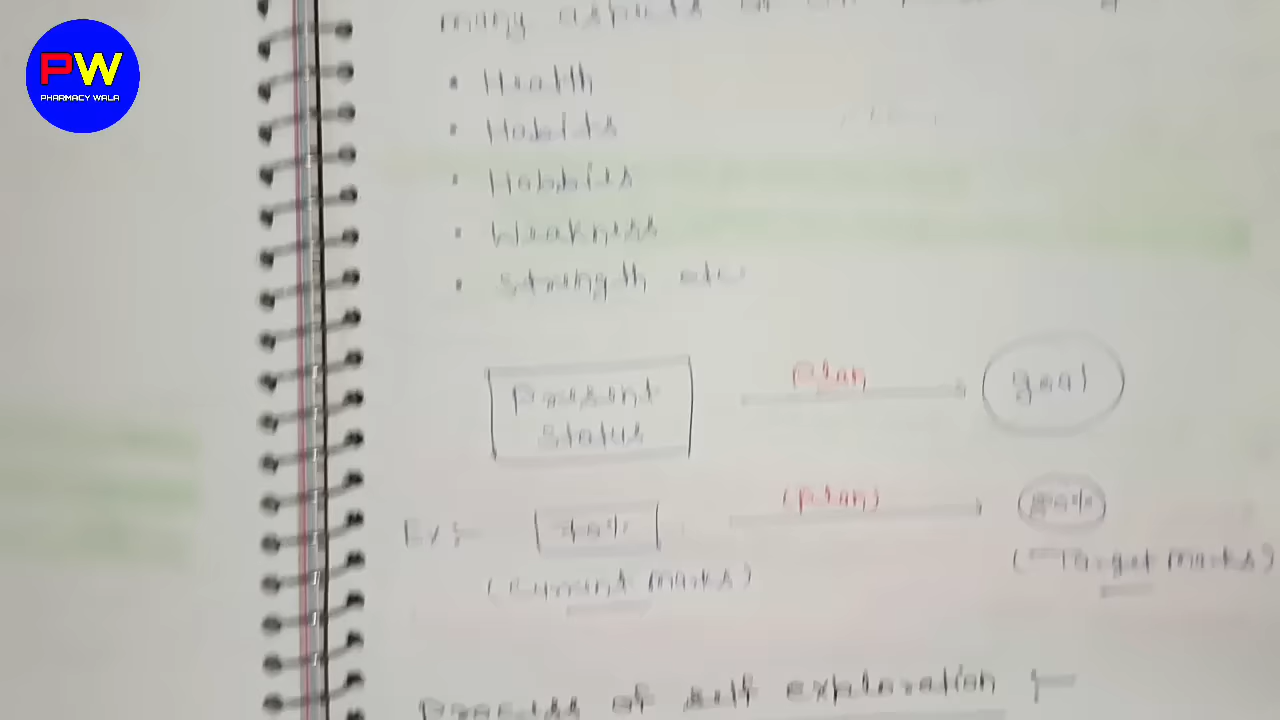 PW
PHARMACY WALA
many aspects
• Health
• Habits
• Hobbits
• Weakness
• Strength etc
Present plan goal
Status
Ex :- (plan)
(Current marks) (Target marks)
Process of self exploration :-